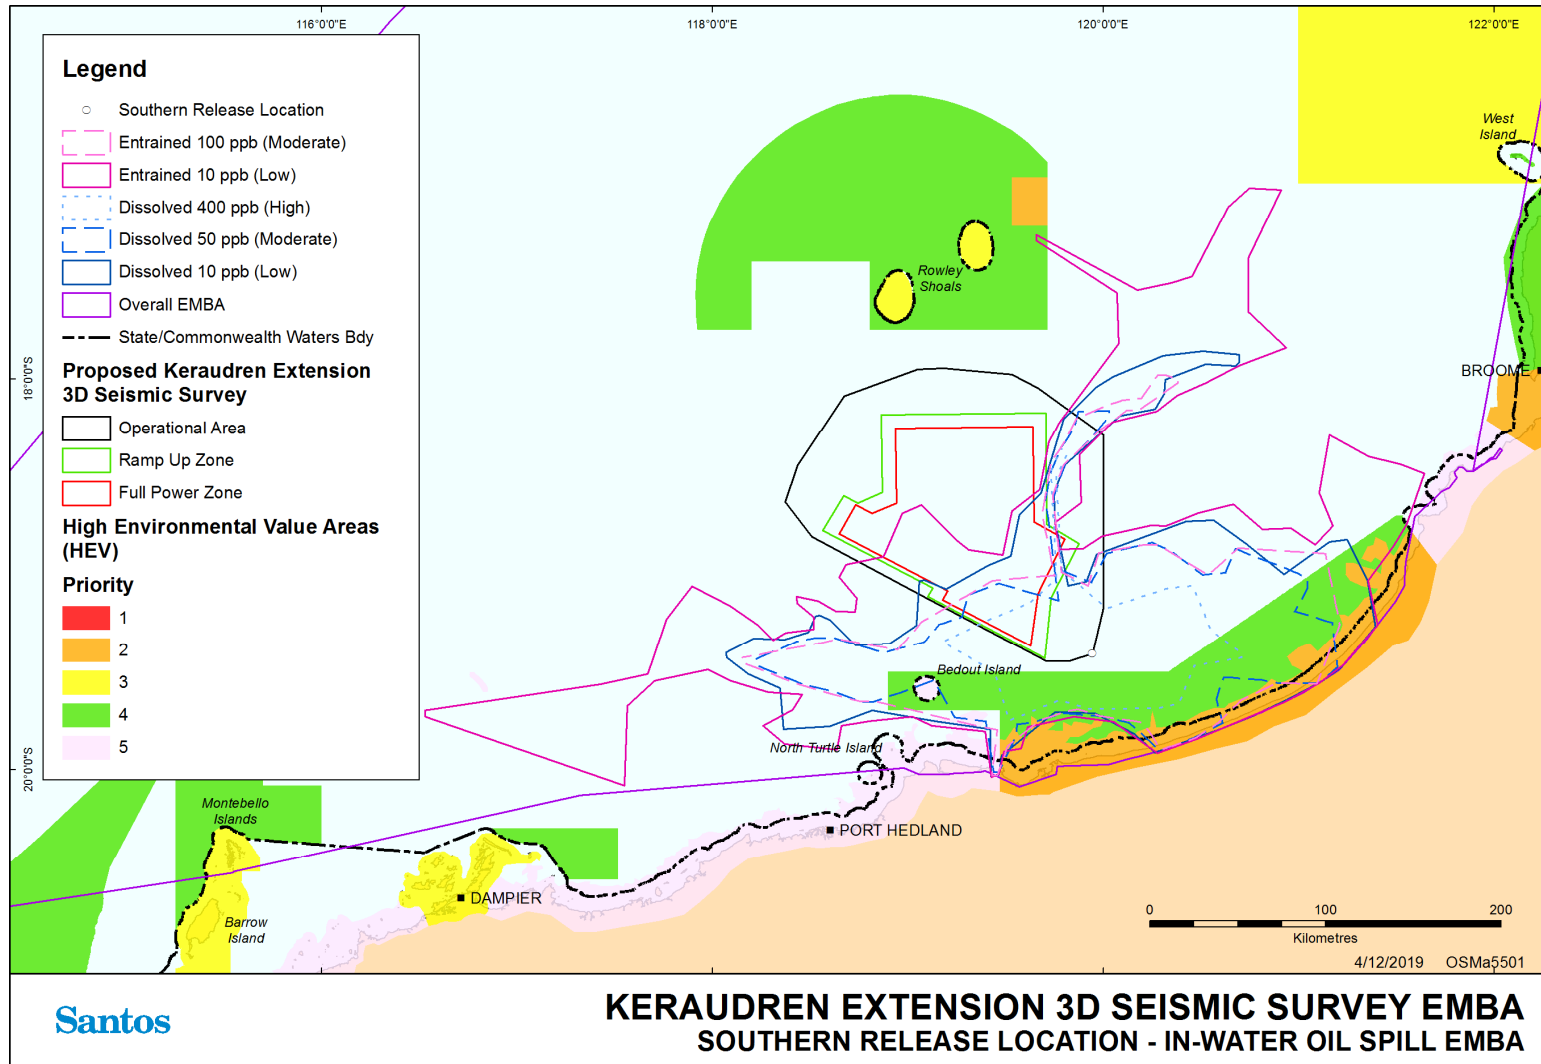 116°0'0"E
118°0'0"E
120°0'0"E
122°0'0"E
Legend
Southern Release Location
Entrained 100 ppb (Moderate)
Entrained 10 ppb (Low)
Dissolved 400 ppb (High)
Dissolved 50 ppb (Moderate)
Dissolved 10 ppb (Low)
Overall EMBA
State/Commonwealth Waters Bdy
Proposed Keraudren Extension
3D Seismic Survey
Operational Area
Ramp Up Zone
Full Power Zone
High Environmental Value Areas
(HEV)
Priority
1
2
3
4
5
18°0'0"S
20°0'0"S
West
Island
Rowley
Shoals
BROOME
Bedout Island
North Turtle Island
Montebello
Islands
PORT HEDLAND
DAMPIER
Barrow
Island
0
100
200
Kilometres
4/12/2019 OSMa5501
Santos
KERAUDREN EXTENSION 3D SEISMIC SURVEY EMBA
SOUTHERN RELEASE LOCATION - IN-WATER OIL SPILL EMBA